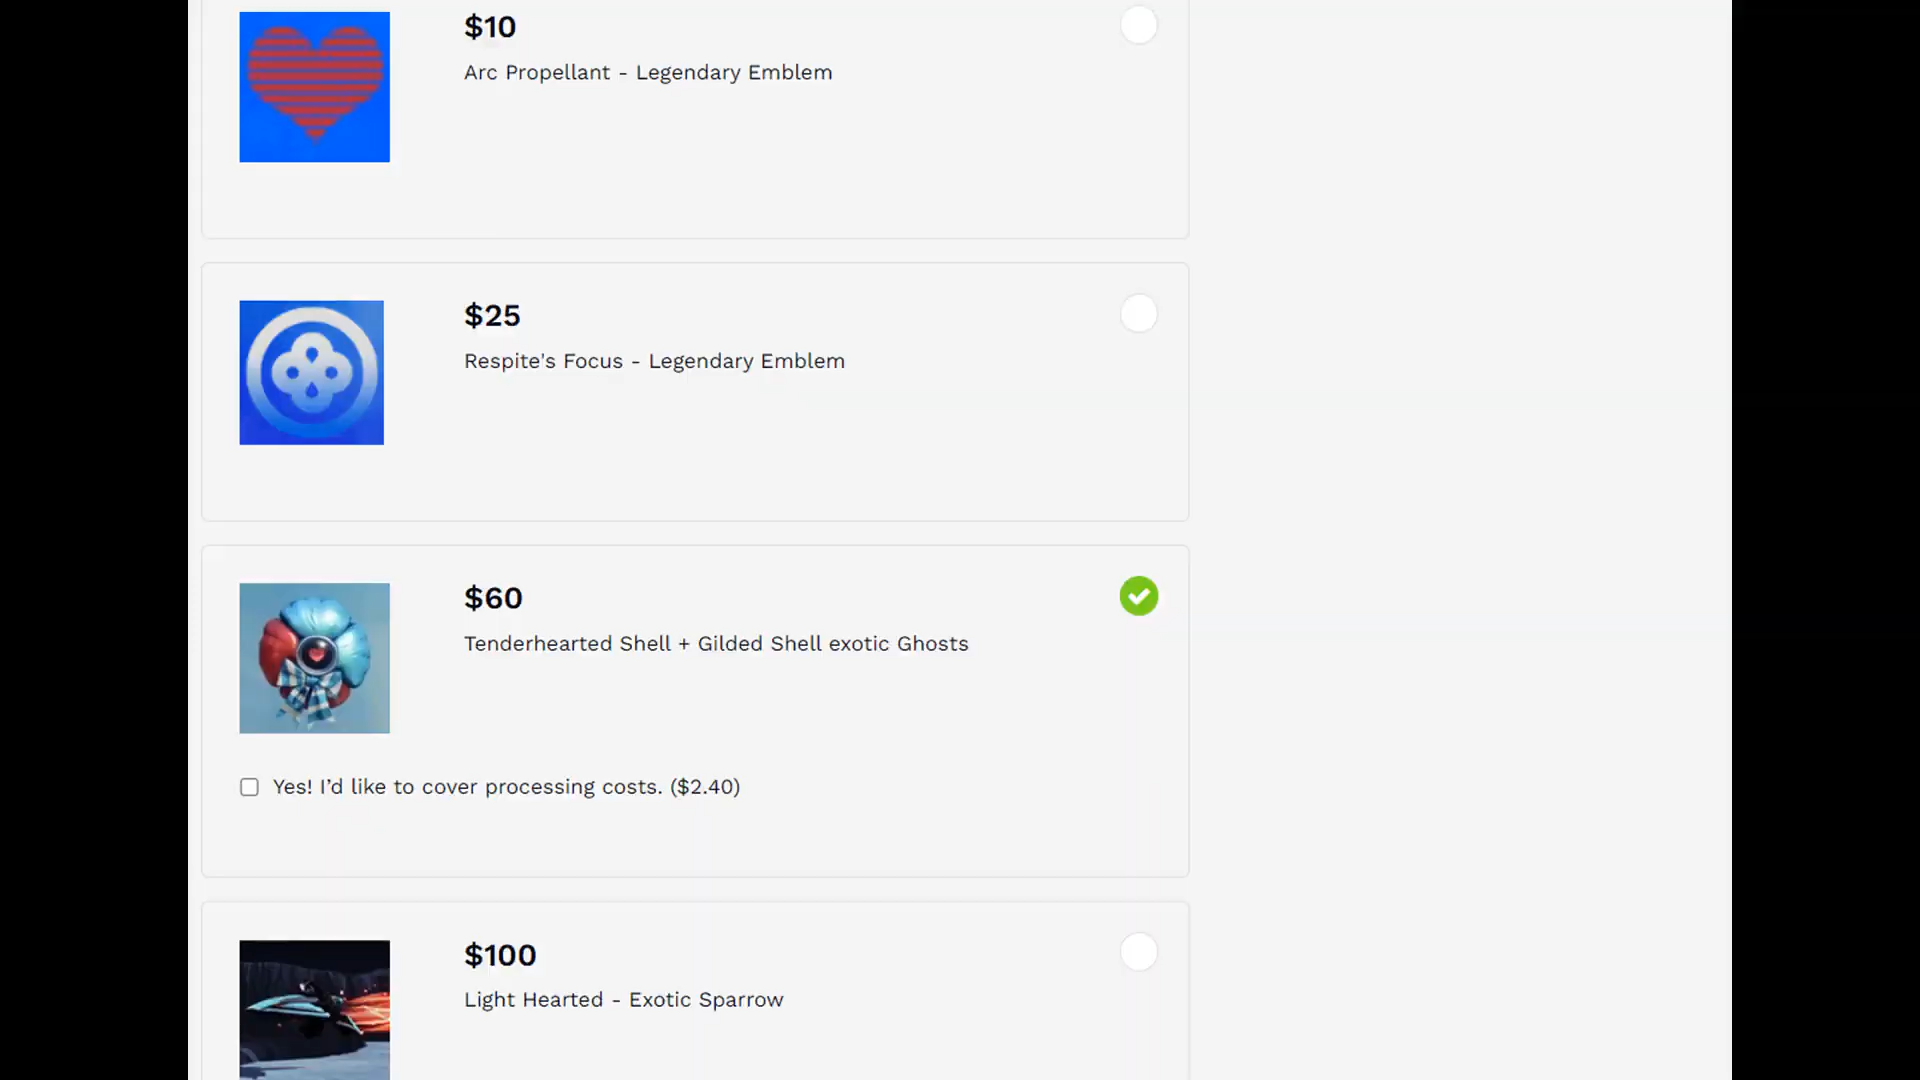 $10
Arc Propellant - Legendary Emblem
$25
Respite's Focus - Legendary Emblem
$60
Tenderhearted Shell + Gilded Shell exotic Ghosts
Yes! I’d like to cover processing costs. ($2.40)
$100
Light Hearted - Exotic Sparrow